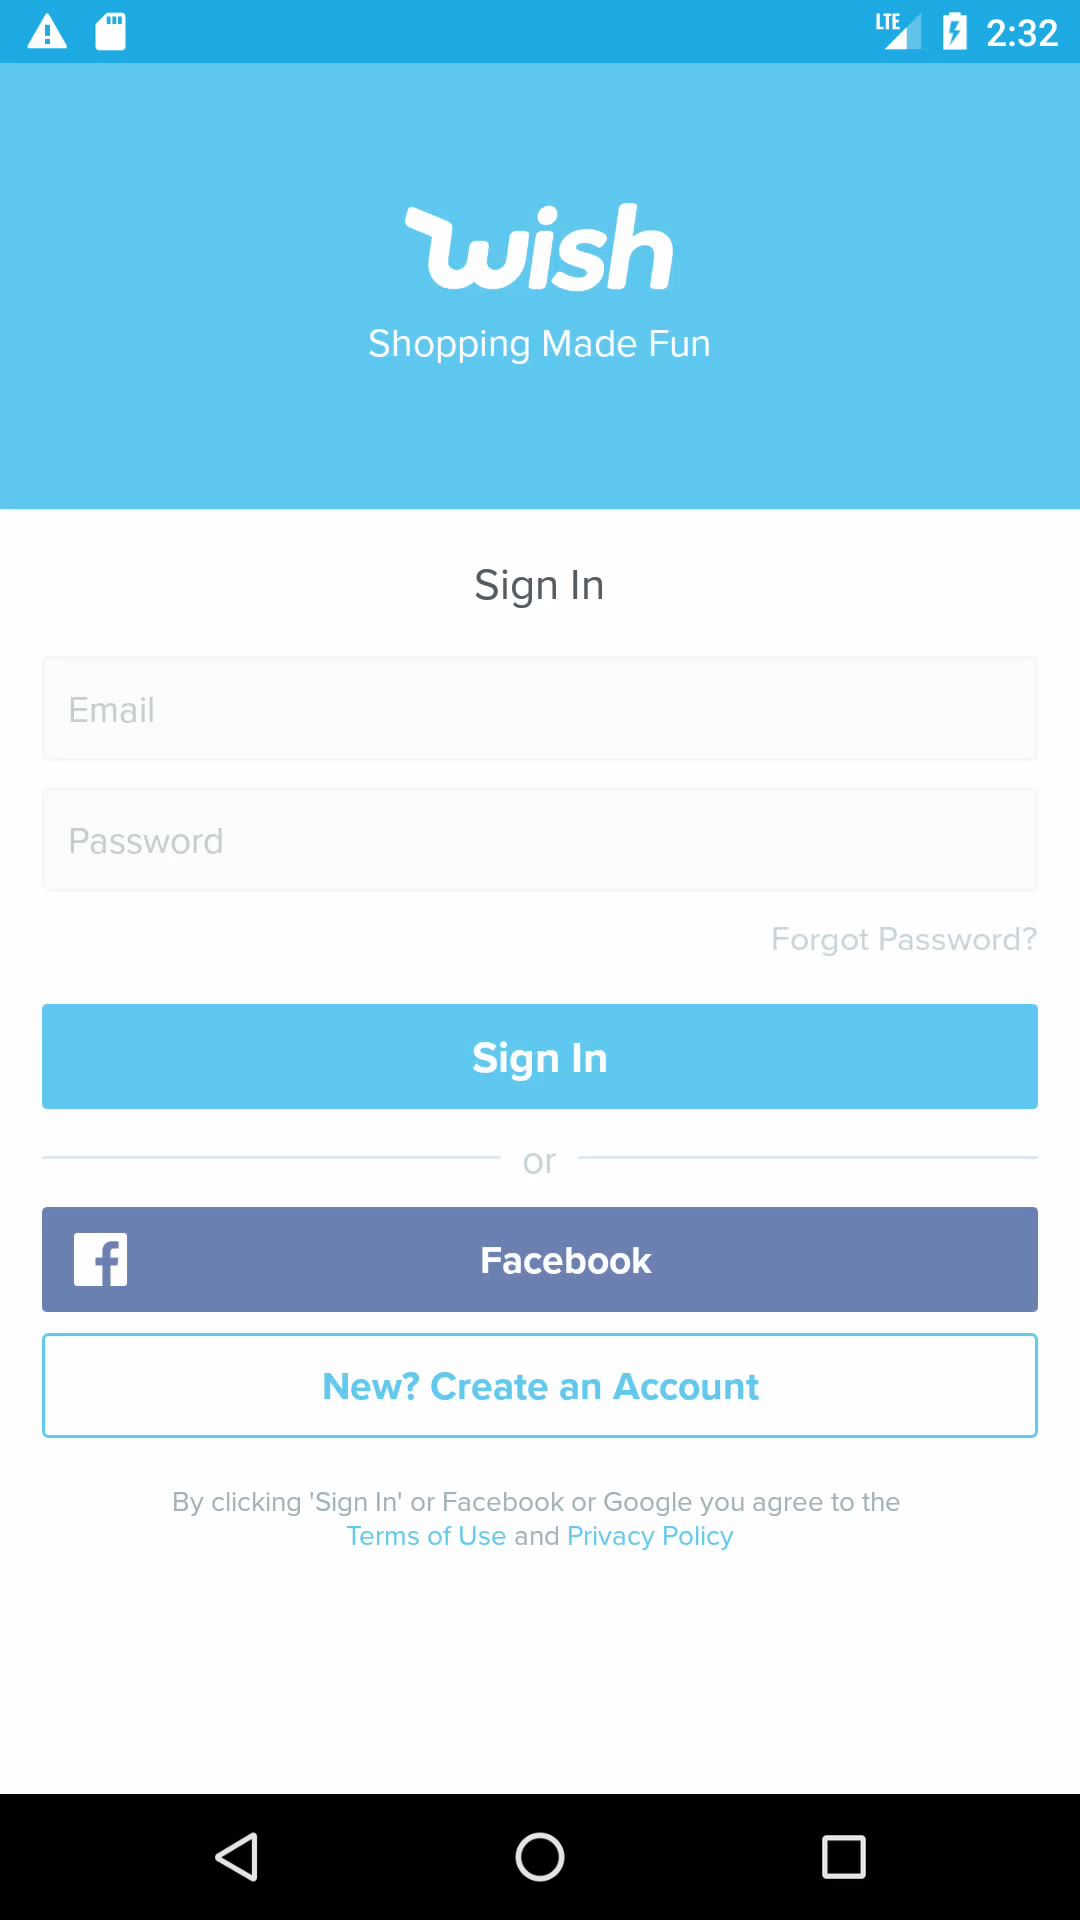 LTE 2:32
wish
Shopping Made Fun
Sign In
Email
Password
Forgot Password?
Sign In
or
Facebook
New? Create an Account
By clicking 'Sign In' or Facebook or Google you agree to the
Terms of Use and Privacy Policy